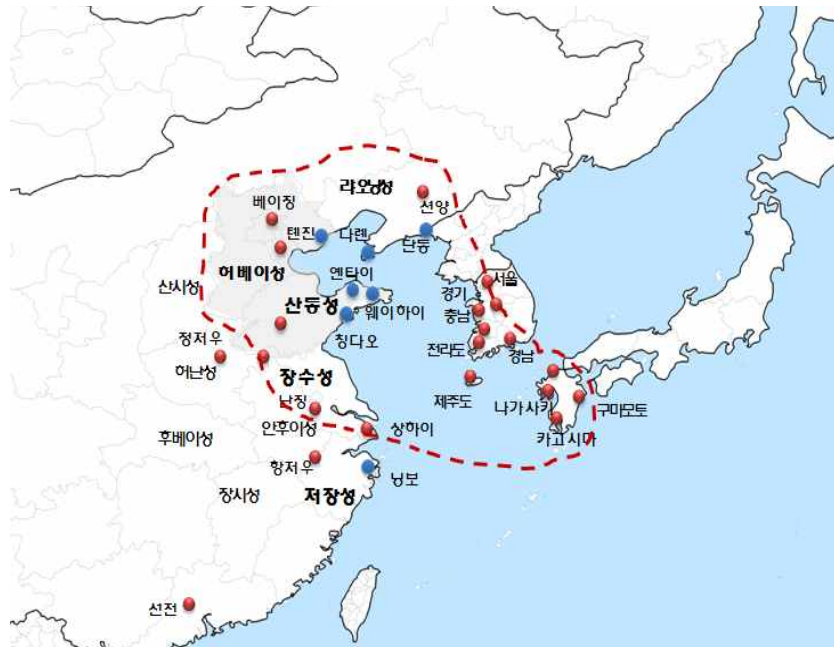 랴오닝성
베이징
선양
텐진
다롄
단둥
허베이성
옌타이
서울
산시성
경기
산둥성
웨이하이
충남
정저우
칭다오
전라도
경남
허난성
장수성
제주도
난징
나가사키
구마모토
안후이성
상하이
카고시마
후베이성
항저우
닝보
장시성
저장성
선전